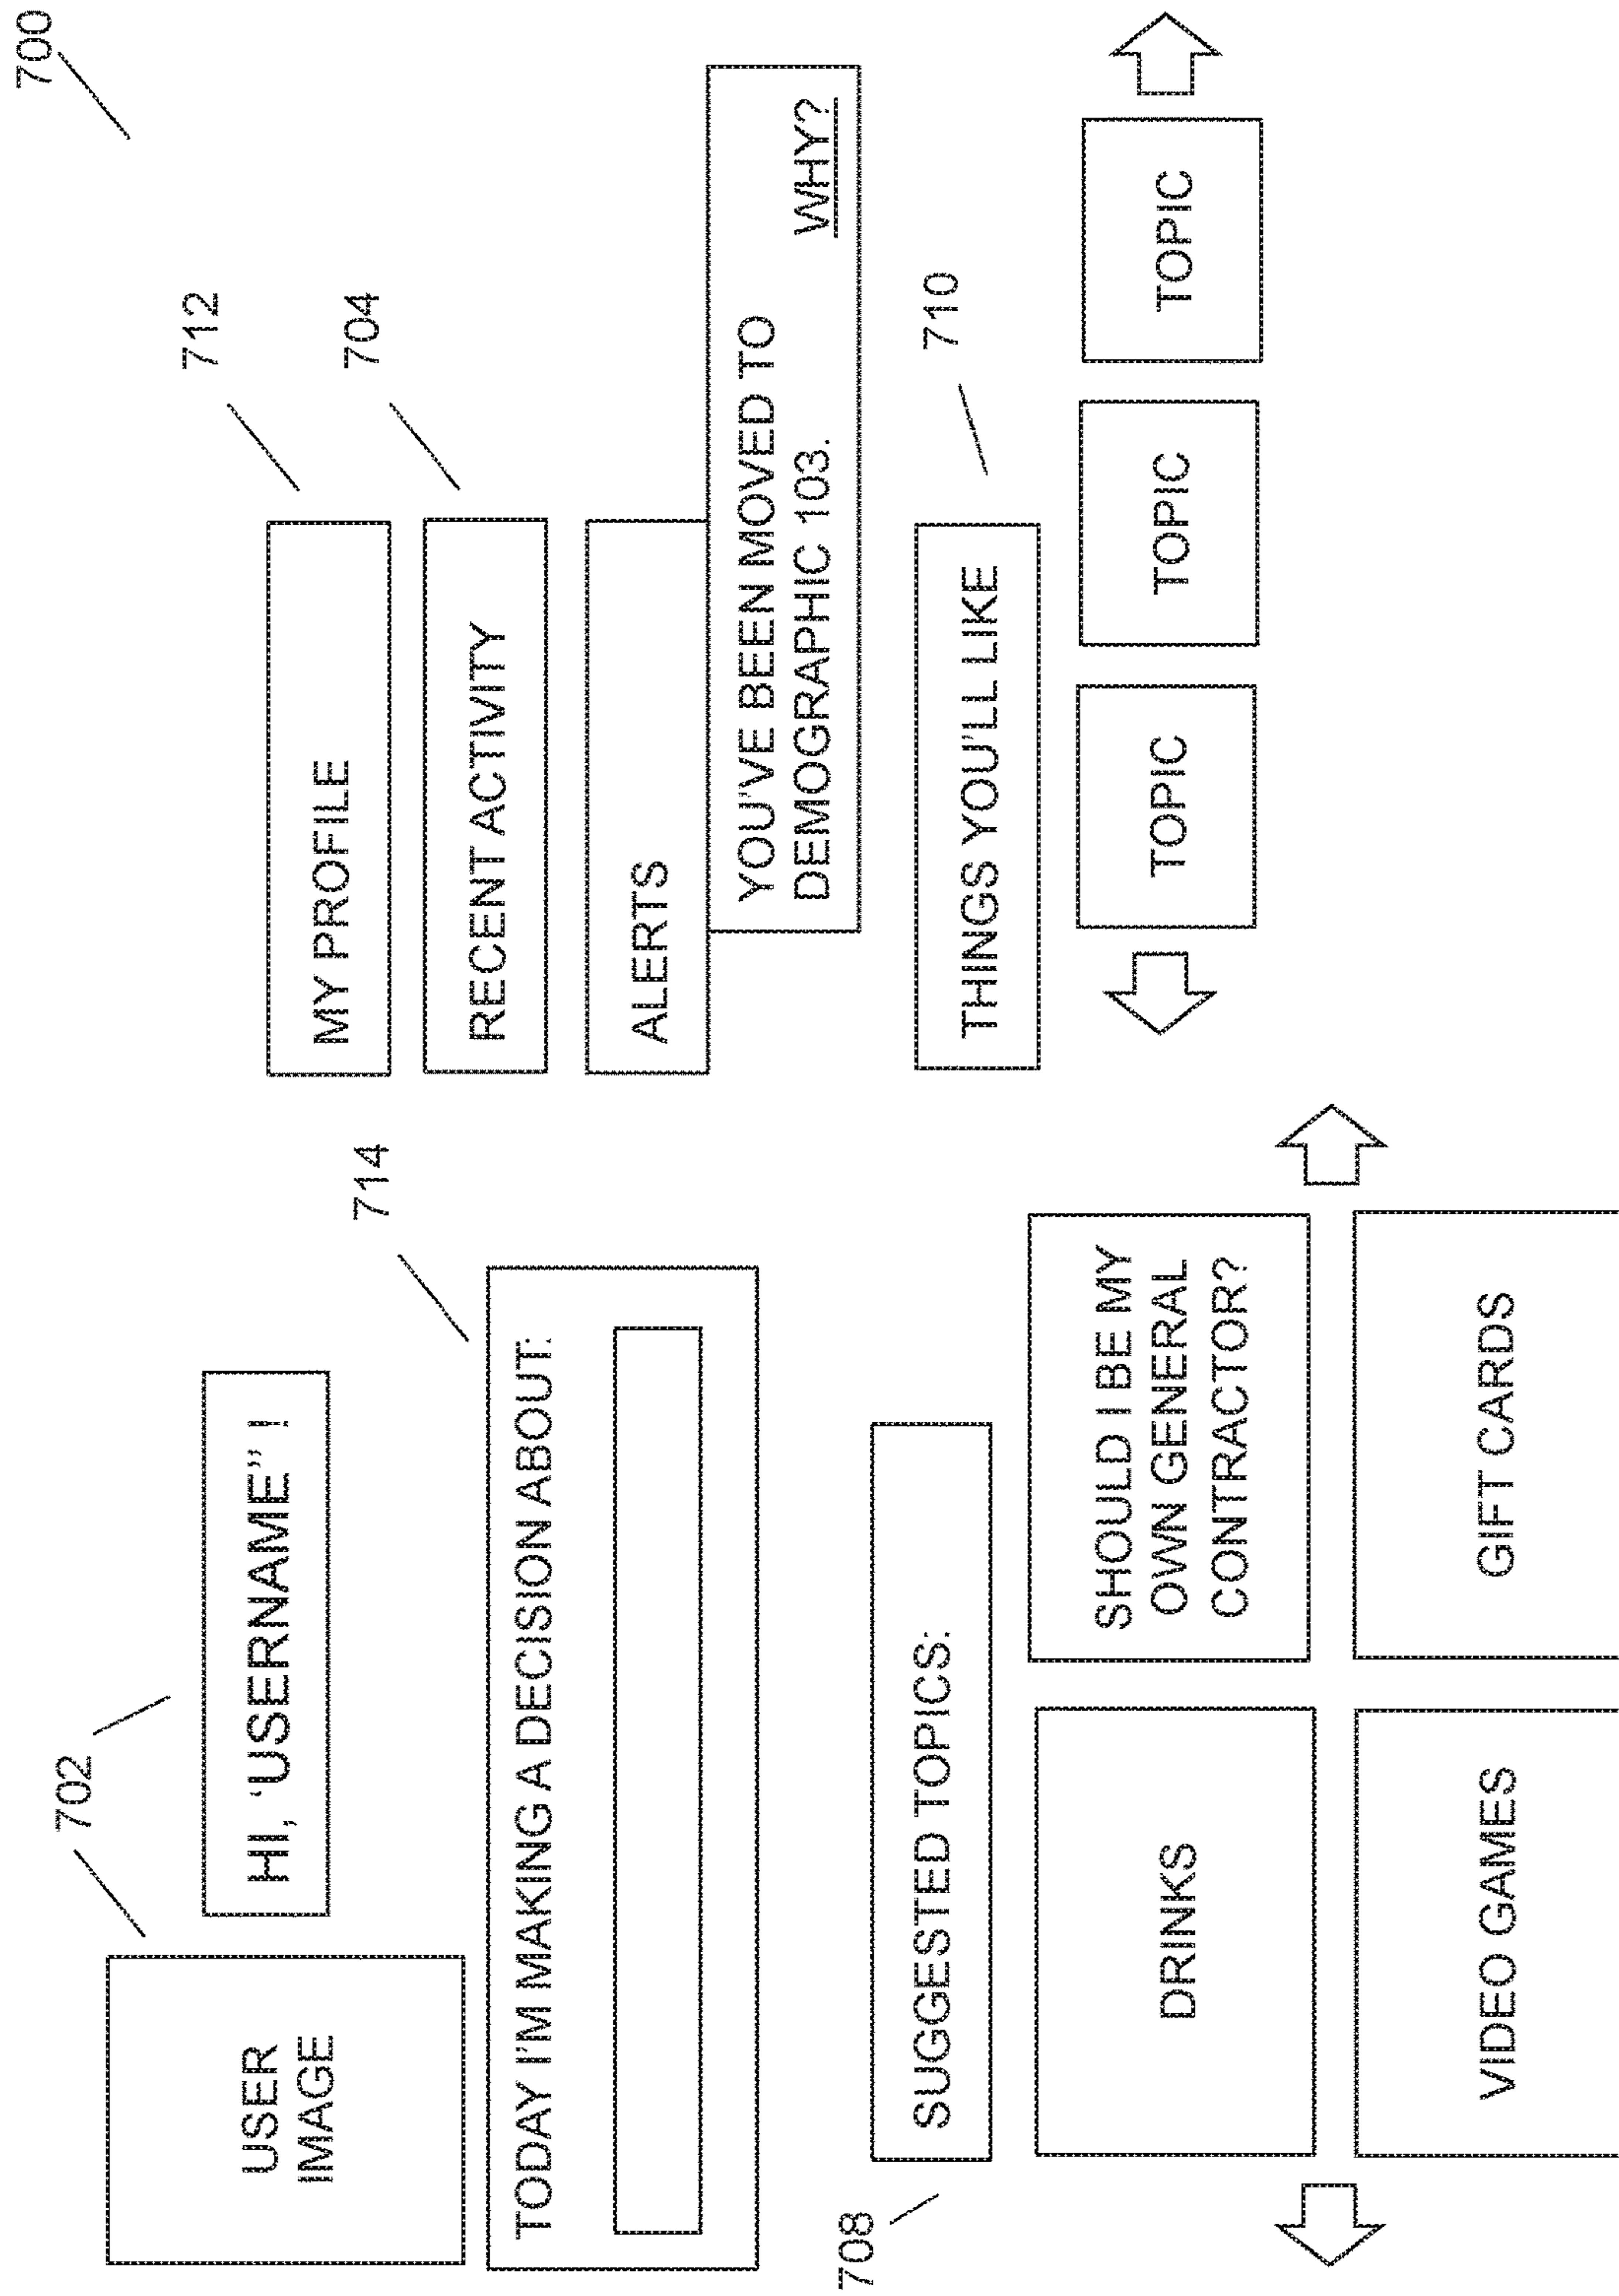 700
702
USER
IMAGE
HI, ‘USERNAME” !
714
TODAY I’M MAKING A DECISION ABOUT:
708
SUGGESTED TOPICS:
DRINKS
SHOULD I BE MY
OWN GENERAL
CONTRACTOR?
VIDEO GAMES
GIFT CARDS
712
MY PROFILE
704
RECENT ACTIVITY
ALERTS
YOU’VE BEEN MOVED TO
DEMOGRAPHIC 103.
WHY?
710
THINGS YOU’LL LIKE
TOPIC
TOPIC
TOPIC